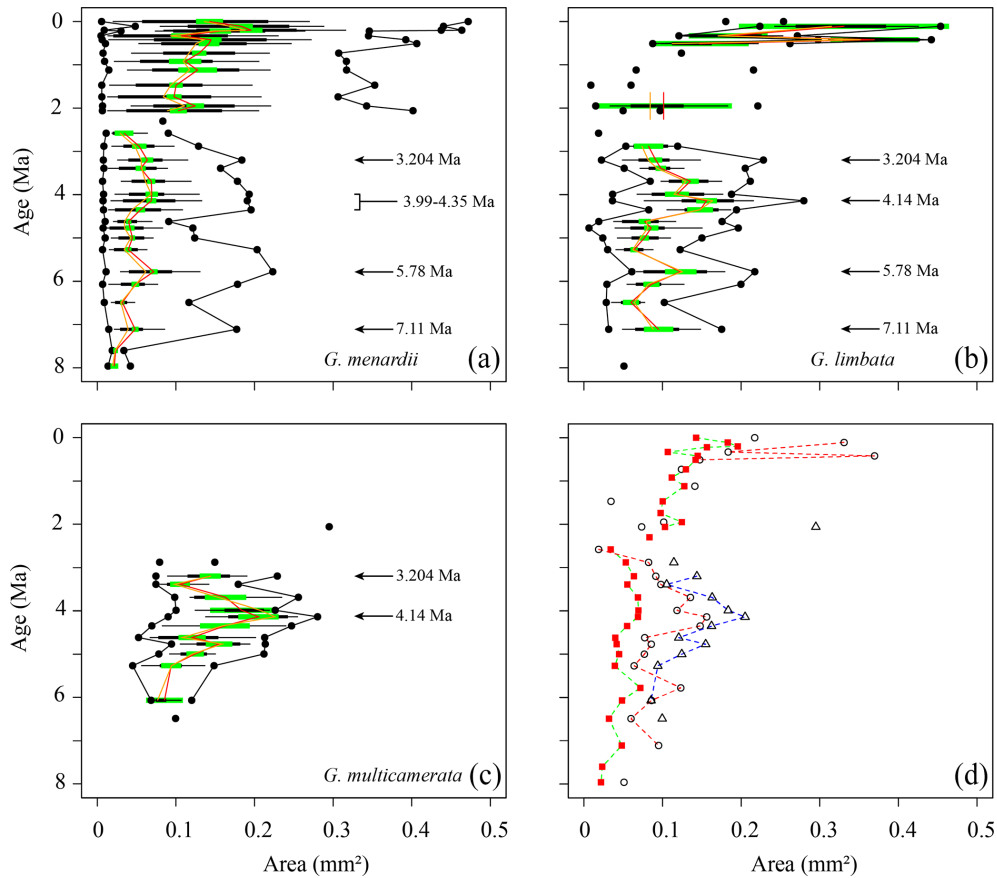 0
2
4
6
8
Age (Ma)
3.204 Ma
3.99-4.35 Ma
5.78 Ma
7.11 Ma
G. menardii
(a)
3.204 Ma
4.14 Ma
5.78 Ma
7.11 Ma
G. limbata
(b)
0
2
4
6
8
Age (Ma)
3.204 Ma
4.14 Ma
G. multicamerata
(c)
(d)
0 0.1 0.2 0.3 0.4 0.5
Area (mm²)
0 0.1 0.2 0.3 0.4 0.5
Area (mm²)